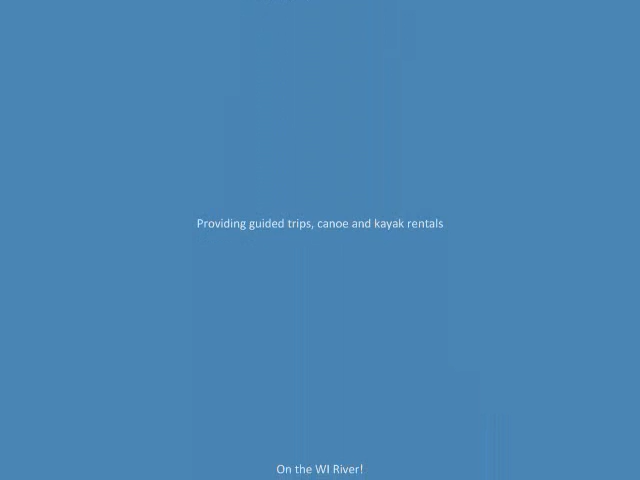 Providing guided trips, canoe and kayak rentals
On the WI River!